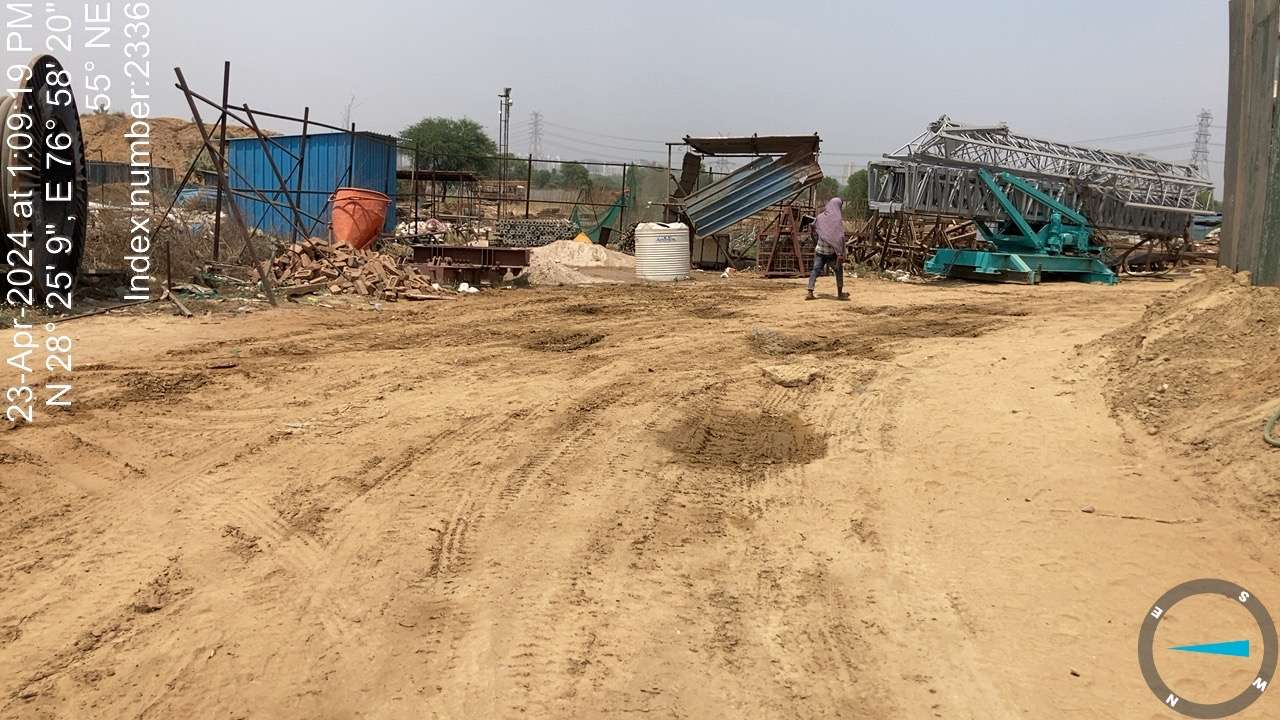 23-Apr-2024 at 1:09:19 PM
N 28° 25' 9", E 76° 58' 20"
55° NE
Index number:2336
S
E
W
N